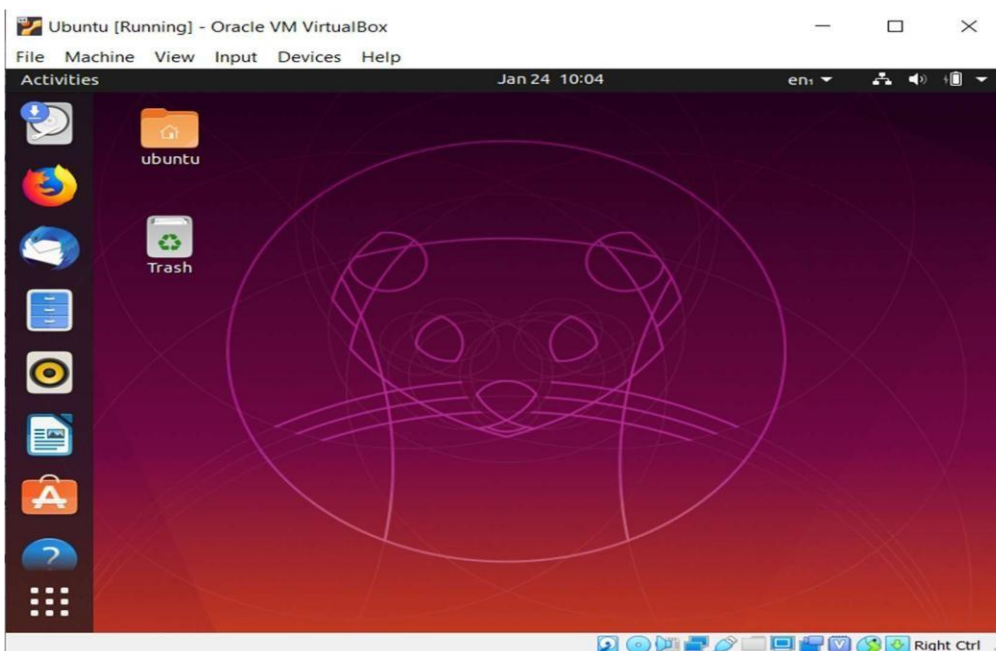 Ubuntu [Running] - Oracle VM VirtualBox
File Machine View Input Devices Help
Activities Jan 24 10:04 en₁
ubuntu
Trash
Right Ctrl